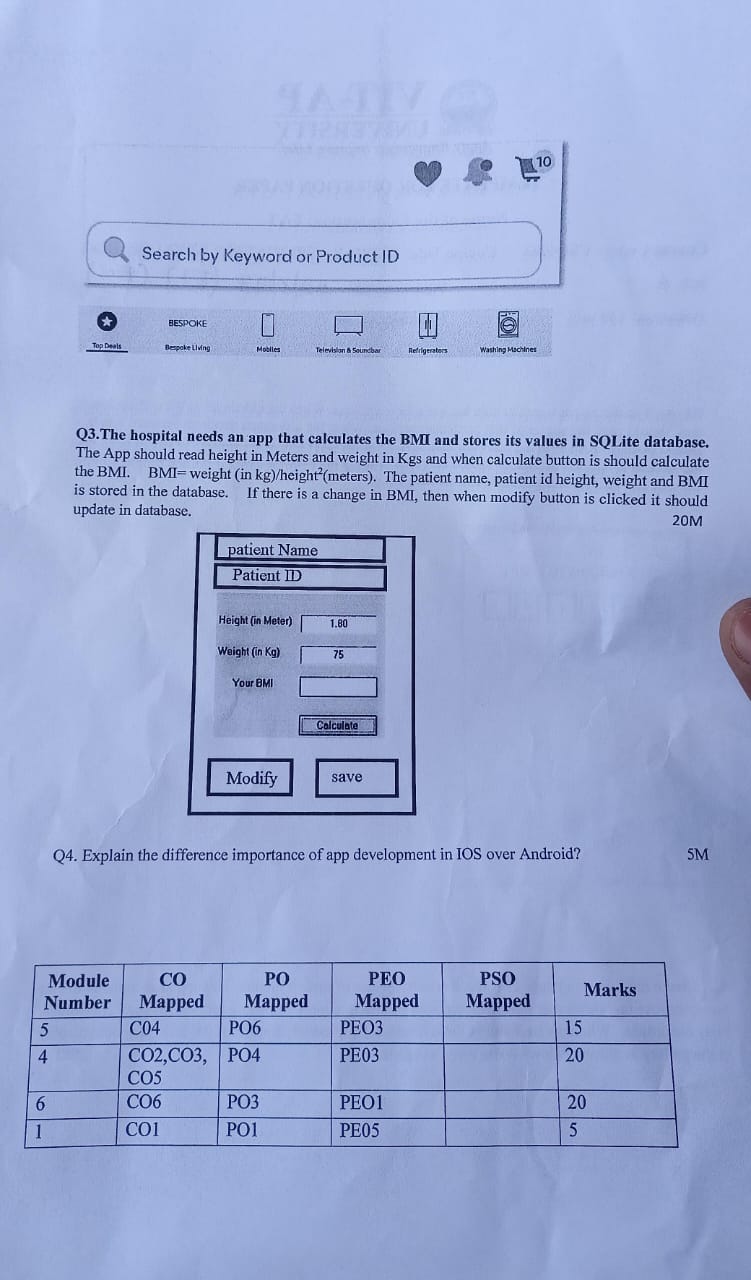 10
Search by Keyword or Product ID
BESPOKE
Top Deals Bespoke Living Mobiles Television & Soundbar Refrigerators Washing Machines
Q3.The hospital needs an app that calculates the BMI and stores its values in SQLite database.
The App should read height in Meters and weight in Kgs and when calculate button is should calculate
the BMI. BMI= weight (in kg)/height²(meters). The patient name, patient id height, weight and BMI
is stored in the database. If there is a change in BMI, then when modify button is clicked it should
update in database.
20M
patient Name
Patient ID
Height (in Meter) 1.80
Weight (in Kg) 75
Your BMI
Calculate
Modify save
Q4. Explain the difference importance of app development in IOS over Android? 5M
Module Number CO Mapped PO Mapped PEO Mapped PSO Mapped Marks
5 C04 PO6 PEO3 15
4 CO2,CO3, CO5 PO4 PE03 20
6 CO6 PO3 PEO1 20
1 CO1 PO1 PE05 5